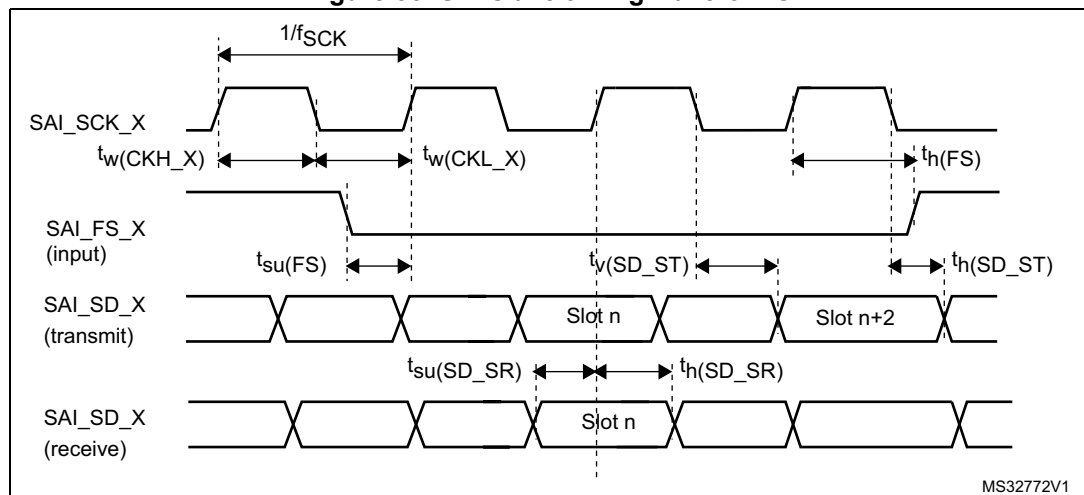 1/fSCK
SAI_SCK_X
tw(CKH_X)
tw(CKL_X)
th(FS)
SAI_FS_X
(input)
tsu(FS)
tv(SD_ST)
th(SD_ST)
SAI_SD_X
(transmit)
Slot n
Slot n+2
tsu(SD_SR)
th(SD_SR)
SAI_SD_X
(receive)
Slot n
MS32772V1